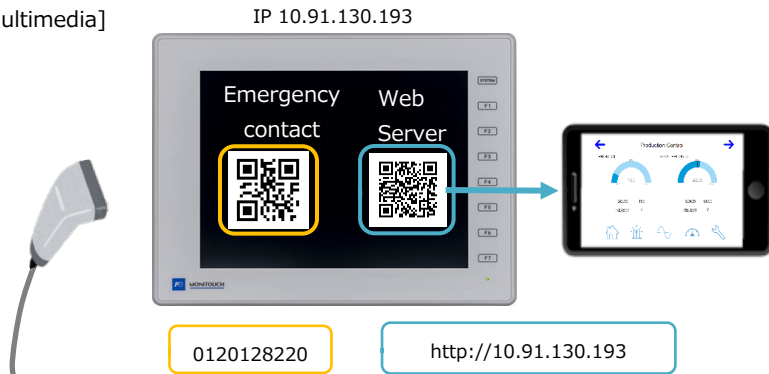 ultimedia]
IP 10.91.130.193
Emergency
contact
Web
Server
SYSTEM
F1
F2
F3
F4
F5
F6
F7
MONITOUCH
Production Control
0120128220
http://10.91.130.193